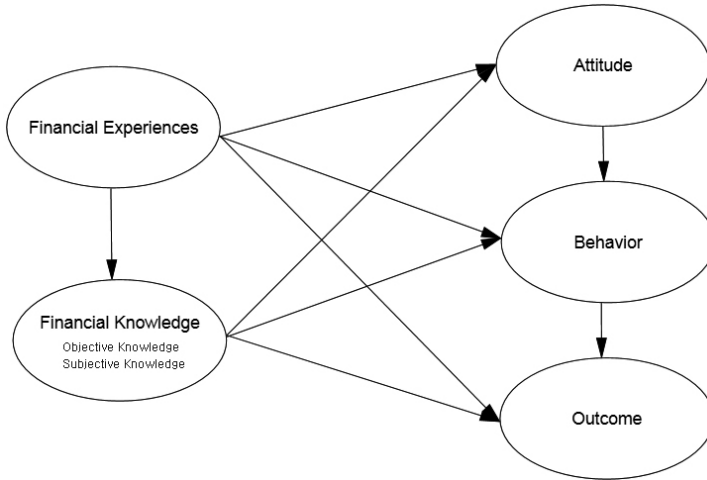 Attitude
Financial Experiences
Behavior
Financial Knowledge
Objective Knowledge
Subjective Knowledge
Outcome